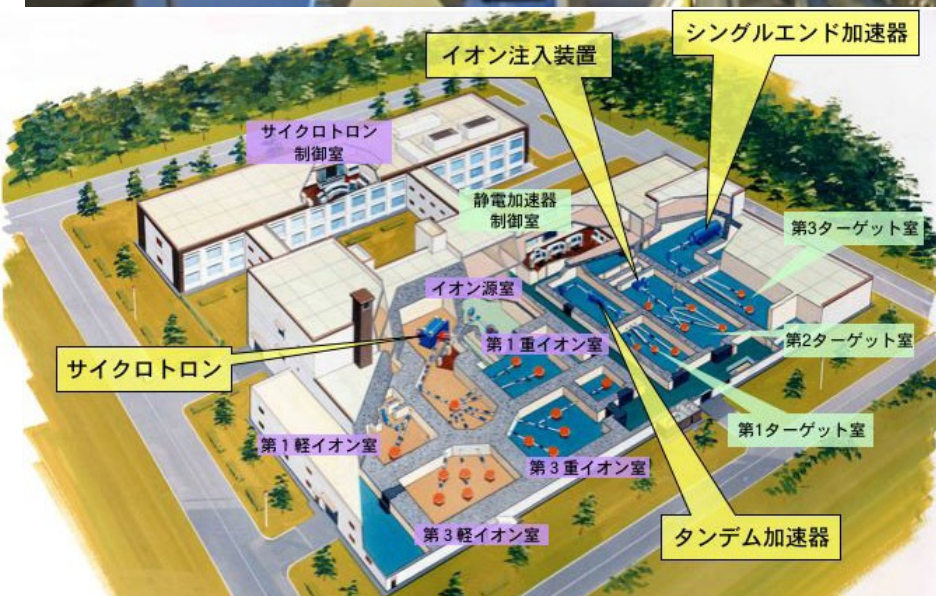 シングルエンド加速器
イオン注入装置
サイクロトロン
制御室
静電加速器
制御室
第3ターゲット室
イオン源室
第1重イオン室
第2ターゲット室
サイクロトロン
第1ターゲット室
第1軽イオン室
第3重イオン室
第3軽イオン室
タンデム加速器